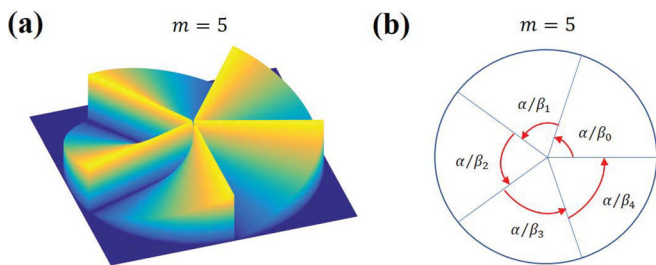 (a)
m = 5
(b)
m = 5
α/β₁
α/β₀
α/β₂
α/β₃
α/β₄